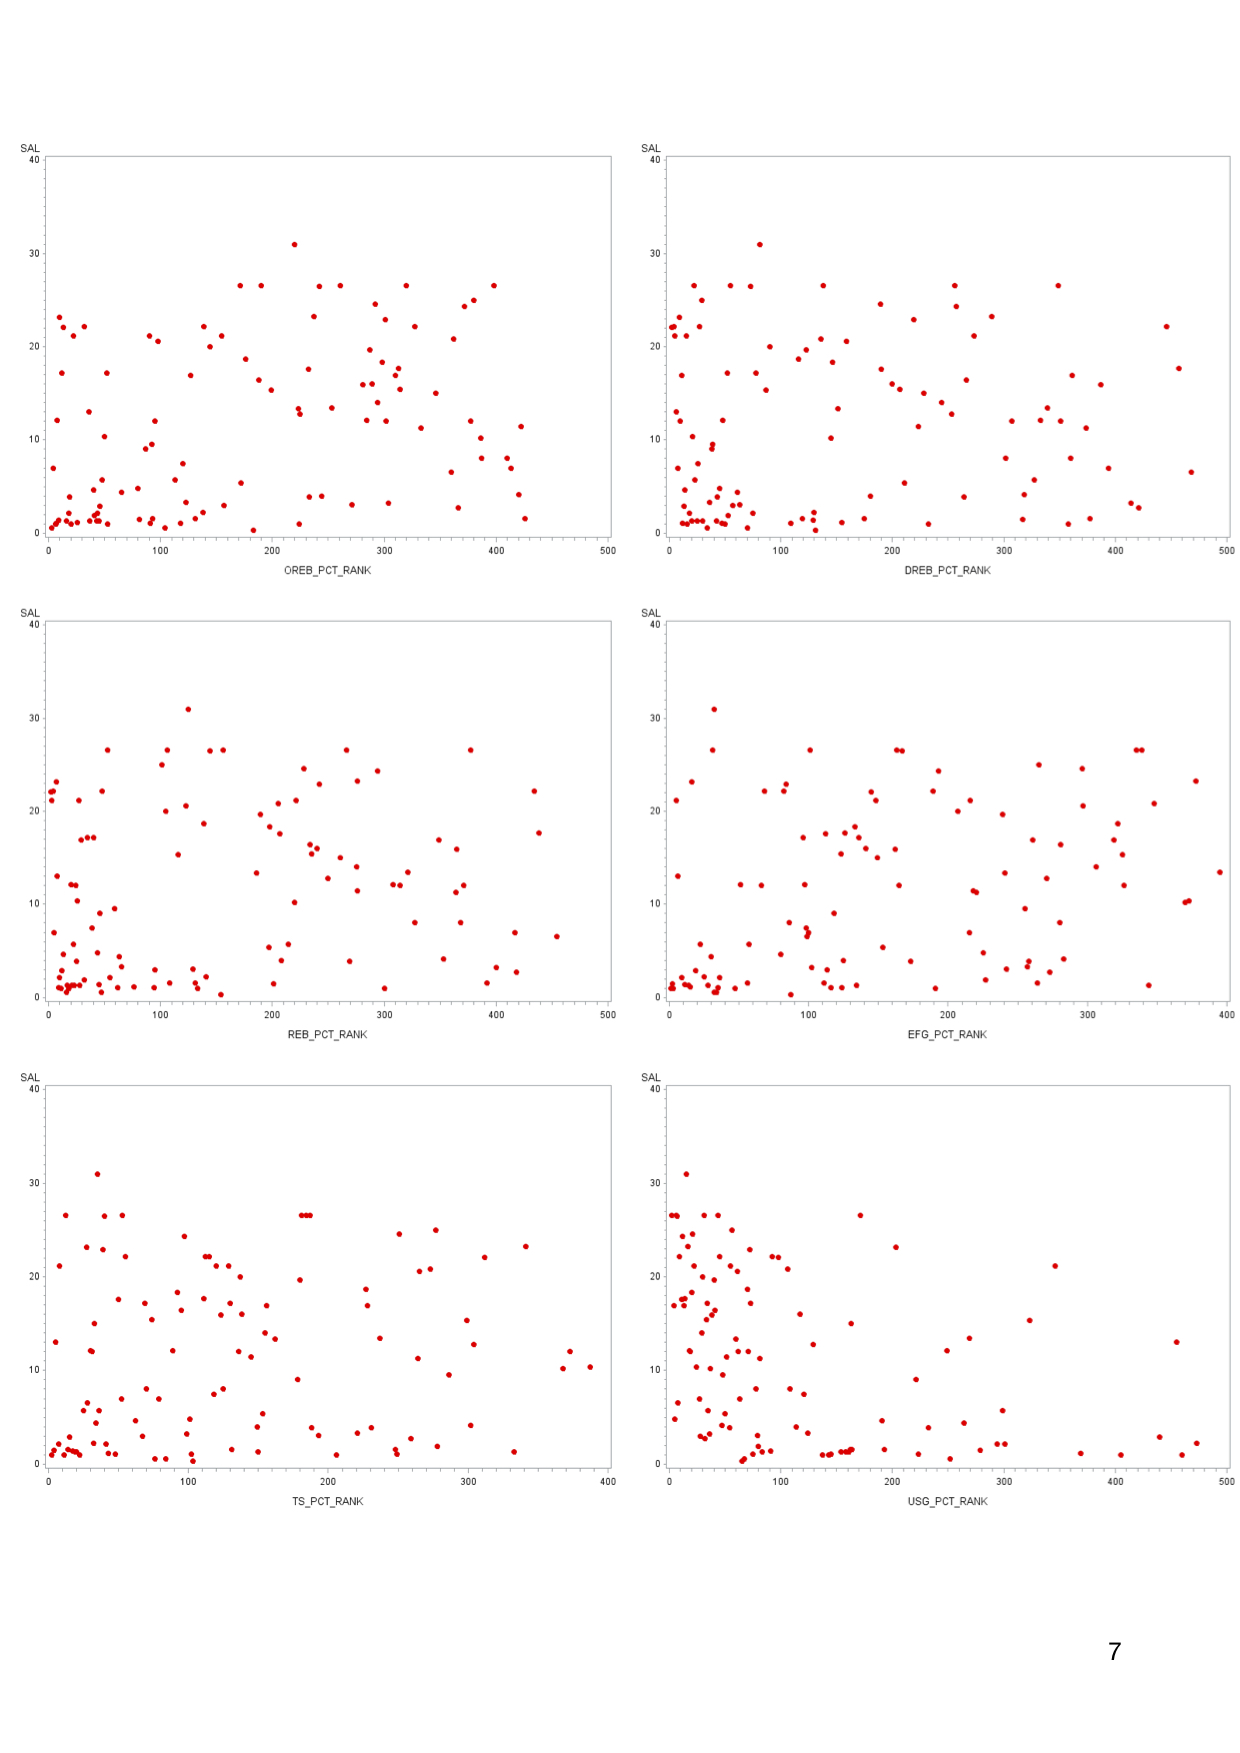 SAL SAL
40 40
30 30
20 20
10 10
0 0
0 100 200 300 400 500 0 100 200 300 400 500
OREB_PCT_RANK DREB_PCT_RANK
SAL SAL
40 40
30 30
20 20
10 10
0 0
0 100 200 300 400 500 0 100 200 300 400
REB_PCT_RANK EFG_PCT_RANK
SAL SAL
40 40
30 30
20 20
10 10
0 0
0 100 200 300 400 0 100 200 300 400 500
TS_PCT_RANK USG_PCT_RANK
7